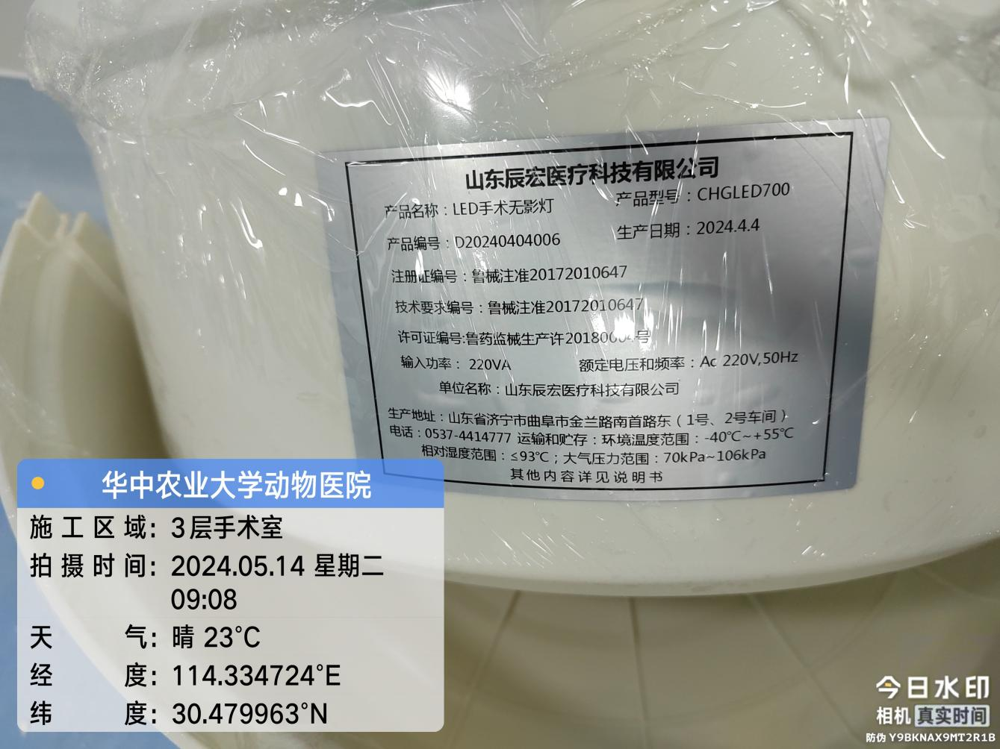 山东辰宏医疗科技有限公司
产品名称：LED手术无影灯 产品型号：CHGLED700
产品编号：D20240404006 生产日期：2024.4.4
注册证编号：鲁械注准20172010647
技术要求编号：鲁械注准20172010647
许可证编号:鲁药监械生产许 号
输入功率：220VA 额定电压和频率：Ac 220V,50Hz
单位名称：山东辰宏医疗科技有限公司
生产地址：山东省济宁市曲阜市金兰路南首路东（1号、2号车间）
电话：0537-4414777 运输和贮存：环境温度范围：-40℃~+55℃
相对湿度范围：≤93℃；大气压力范围：70kPa~106kPa
其他内容详见说明书
华中农业大学动物医院
施工区域：3层手术室
拍摄时间：2024.05.14 星期二
09:08
天气：晴 23°C
经度：114.334724°E
纬度：30.479963°N
今日水印
相机 真实时间
防伪 Y9BKNAX9MT2R1B